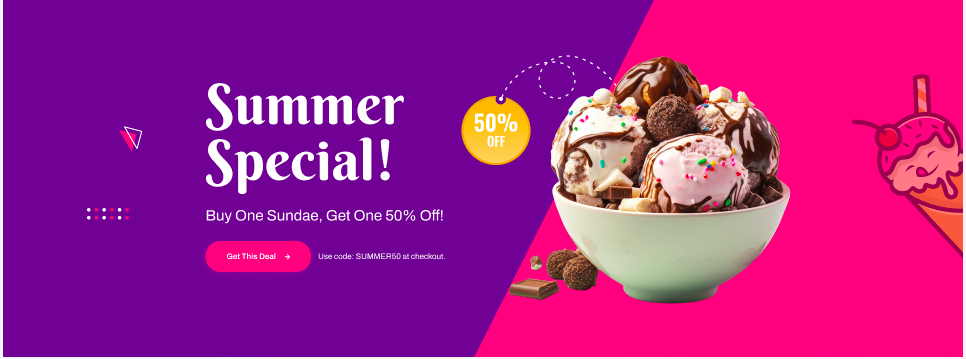 Summer
Special!
Buy One Sundae, Get One 50% Off!
Get This Deal →
Use code: SUMMER50 at checkout.
50%
OFF